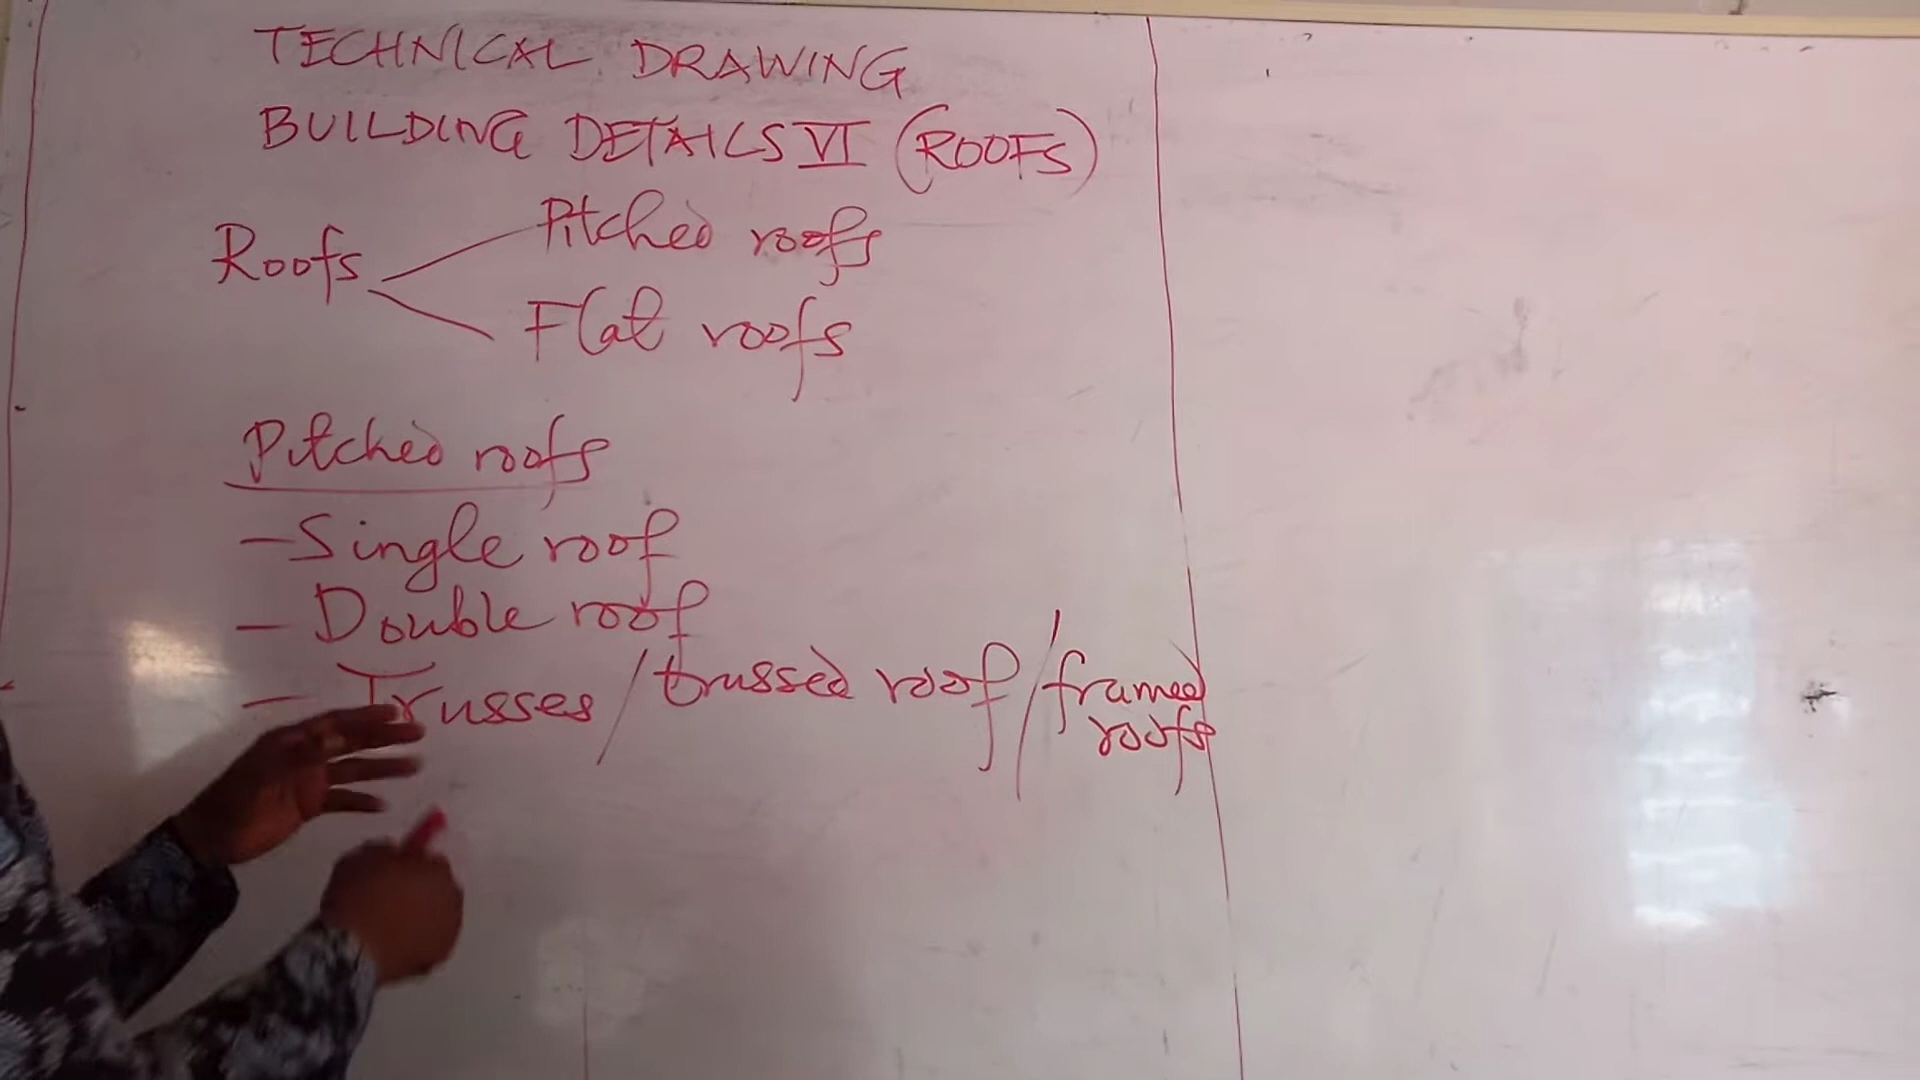 TECHNICAL DRAWING
BUILDING DETAILS VI (ROOFS)
Roofs
Pitched roofs
Flat roofs
Pitched roofs
- Single roof
- Double roof
- Trusses / trussed roof / framed
roofs